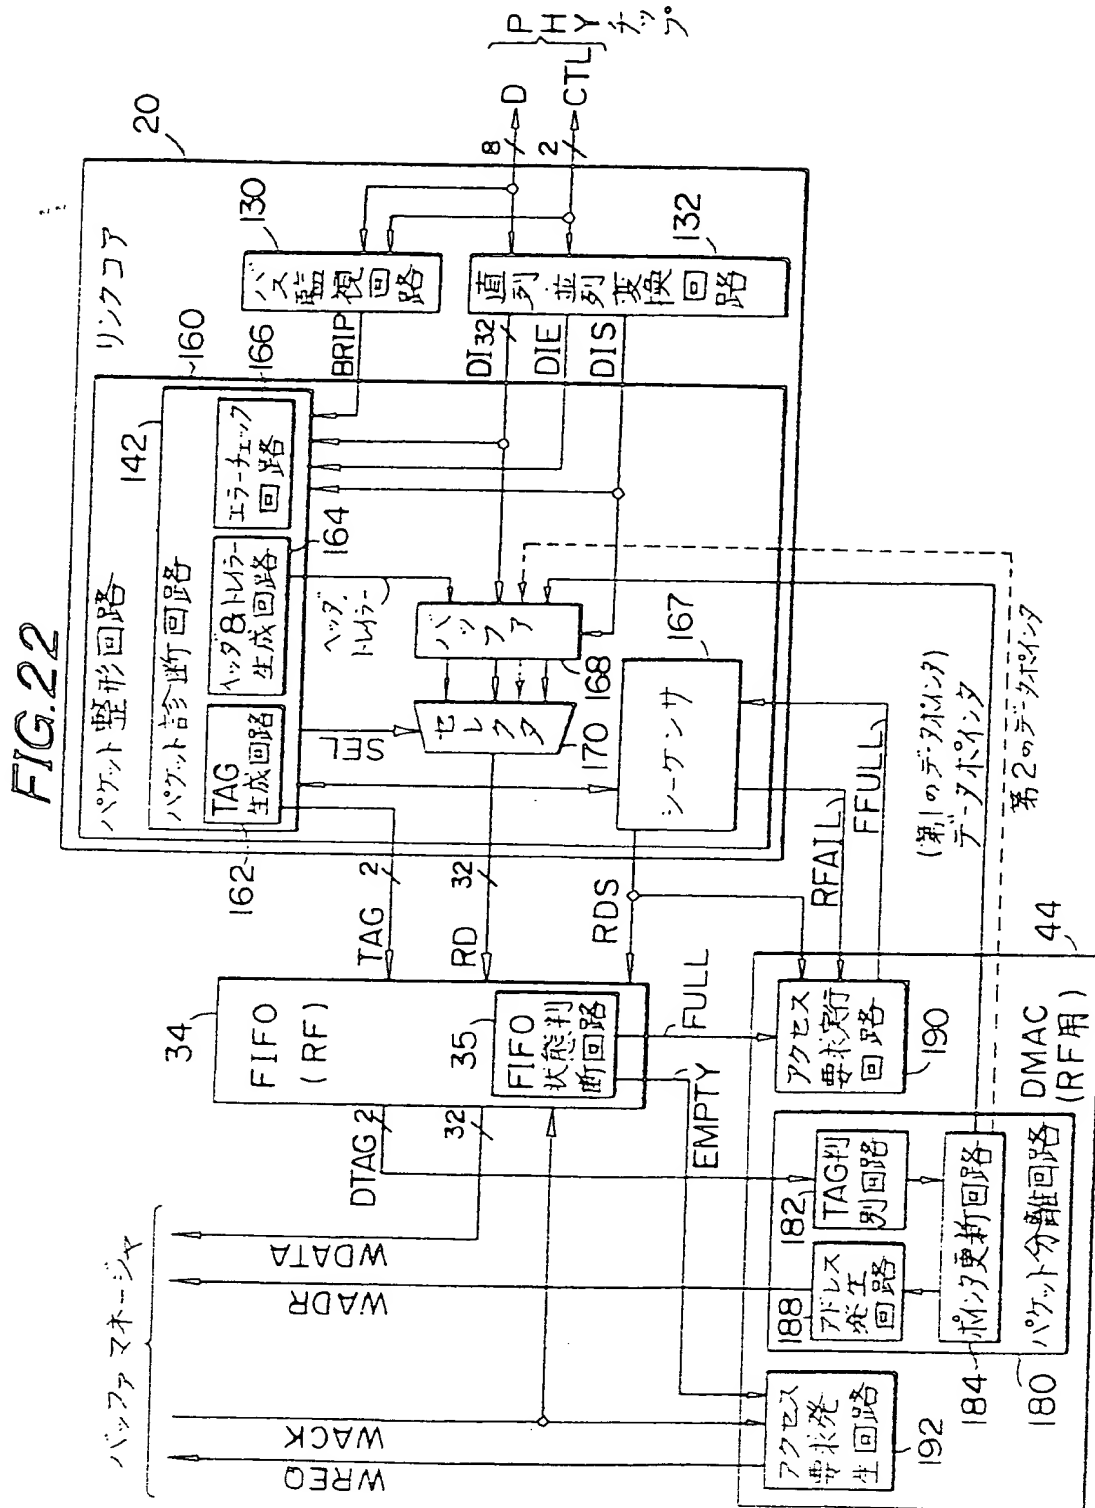 FIG.22
PHYチップ
D
CTL
8
2
20
リンクコア
130
バス監視回路
132
直列並列変換回路
BRIP
DI
32
DIE
DIS
160
パケット整形回路
142
パケット診断回路
166
エラーチェック
回路
164
ヘッダ&トレイラー
生成回路
TAG
生成回路
162
ヘッダ,
トレイラー
バッファ
168
セレクタ
170
SEL
シーケンサ
167
TAG
2
RD
32
RDS
RFAIL
FFULL
(第1のデータポインタ)
データポインタ
第2のデータポインタ
34
FIFO
(RF)
35
FIFO
状態判
断回路
FULL
EMPTY
DTAG
2
32
44
DMAC
(RF用)
アクセス
要求実行
回路
190
182
TAG判
別回路
188
アドレス
発生
回路
184
ポインタ更新回路
180
パケット分離回路
アクセス
要求発
生回路
192
バッファ マネージャ
WDATA
WADR
WACK
WREQ